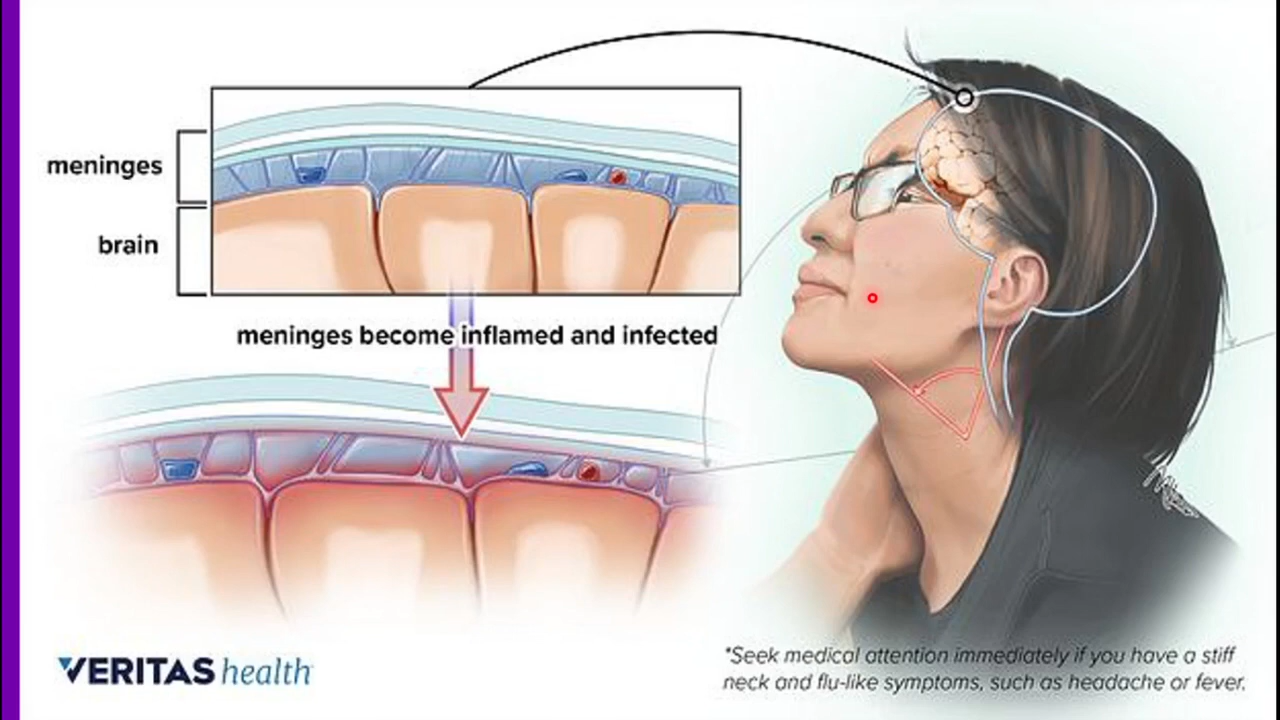 meninges
brain
meninges become inflamed and infected
VERITAS health
*Seek medical attention immediately if you have a stiff
neck and flu-like symptoms, such as headache or fever.